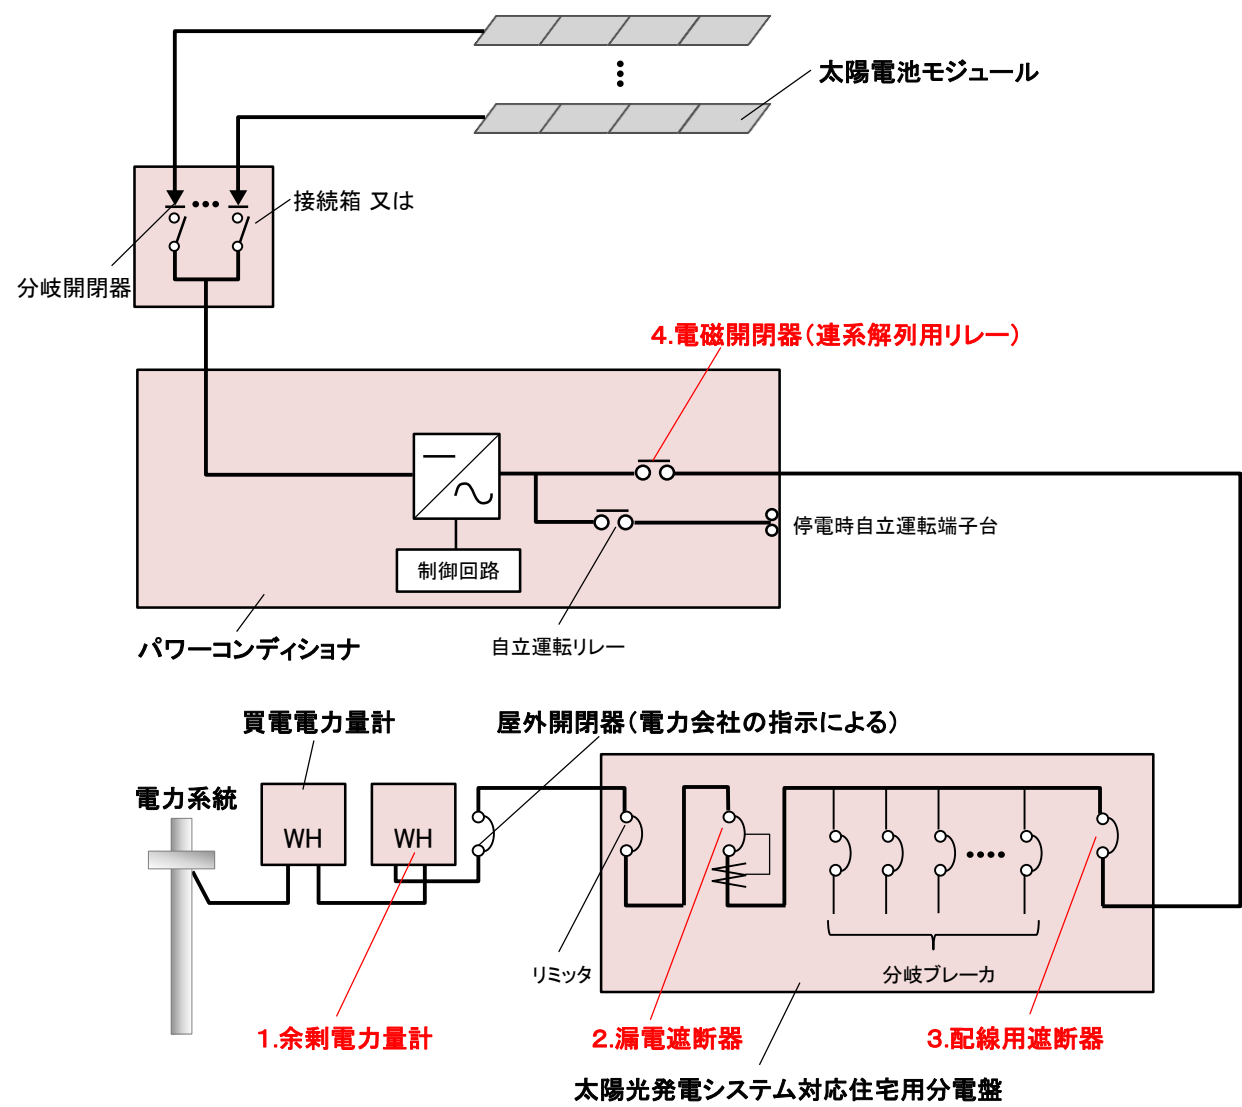 太陽電池モジュール
接続箱 又は
分岐開閉器
4.電磁開閉器(連系解列用リレー)
停電時自立運転端子台
制御回路
パワーコンディショナ
自立運転リレー
買電電力量計
屋外開閉器(電力会社の指示による)
電力系統
WH
WH
リミッタ
分岐ブレーカ
1.余剰電力量計
2.漏電遮断器
3.配線用遮断器
太陽光発電システム対応住宅用分電盤